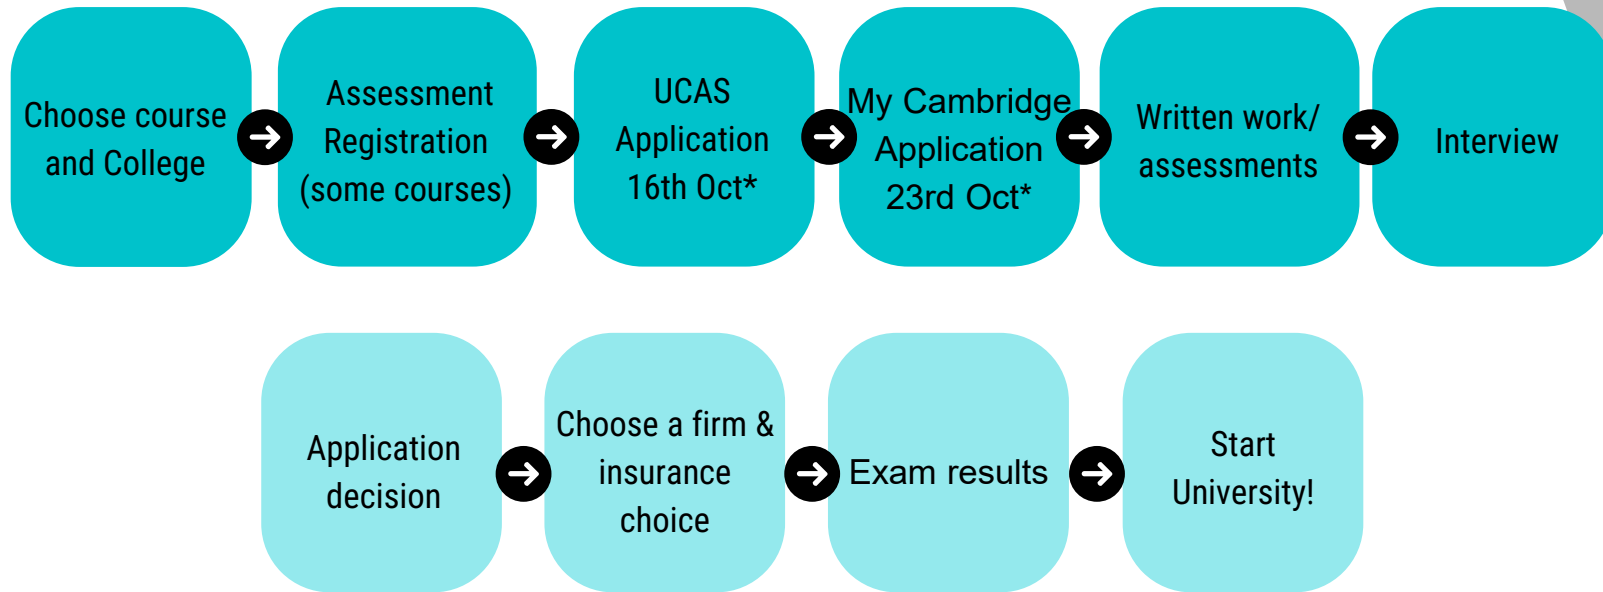 Choose course
and College
Assessment
Registration
(some courses)
UCAS
Application
16th Oct*
My Cambridge
Application
23rd Oct*
Written work/
assessments
Interview
Application
decision
Choose a firm &
insurance
choice
Exam results
Start
University!